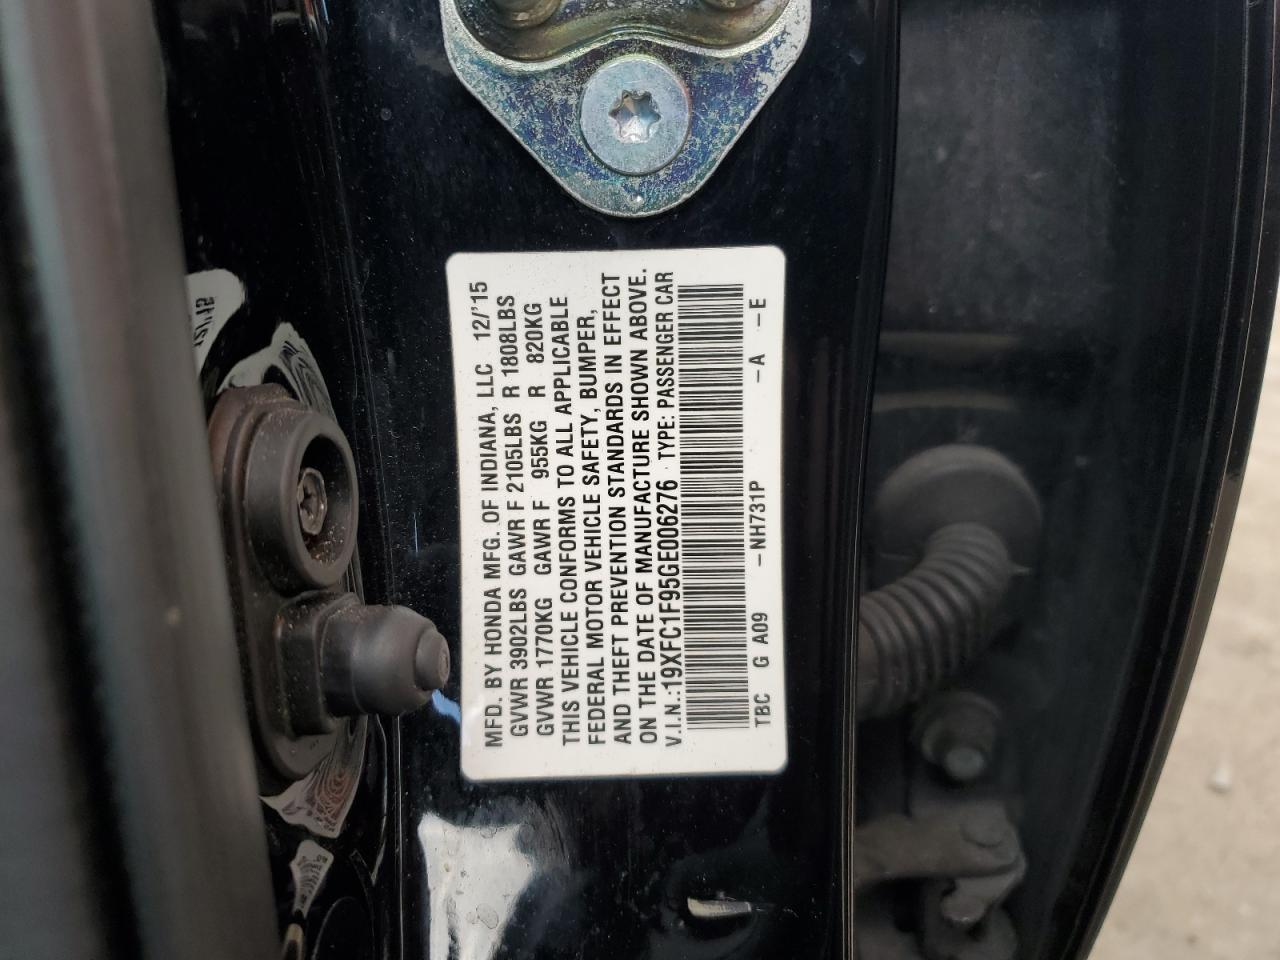 MFD. BY HONDA MFG. OF INDIANA, LLC 12/'15
GVWR 3902LBS GAWR F 2105LBS R 1808LBS
GVWR 1770KG GAWR F 955KG R 820KG
THIS VEHICLE CONFORMS TO ALL APPLICABLE
FEDERAL MOTOR VEHICLE SAFETY, BUMPER,
AND THEFT PREVENTION STANDARDS IN EFFECT
ON THE DATE OF MANUFACTURE SHOWN ABOVE.
V.I.N.:19XFC1F95GE006276 TYPE: PASSENGER CAR
TBC G A09 -NH731P -A -E